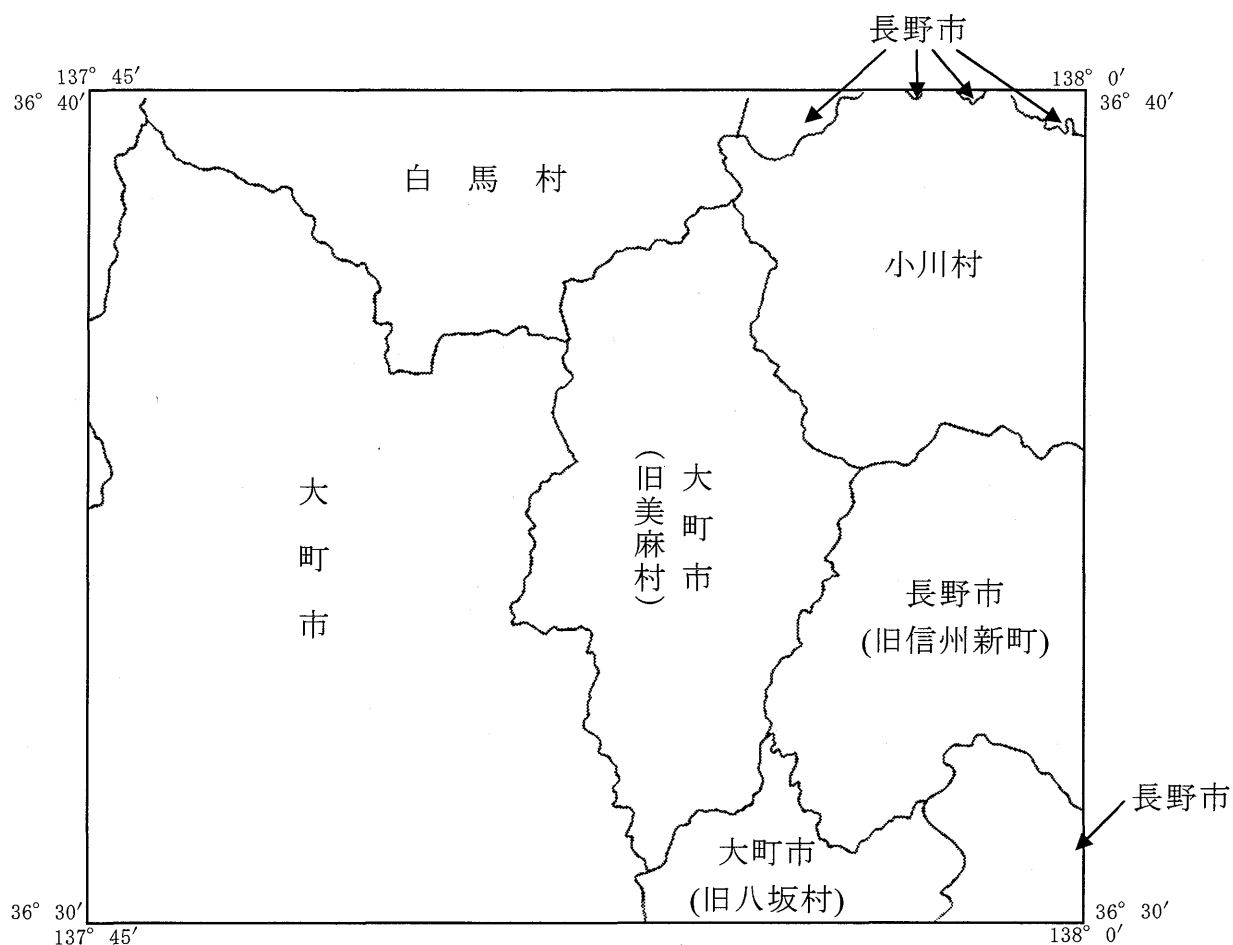 長野市
137° 45′
138° 0′
36° 40′
36° 40′
白馬村
小川村
大町市
大町市
(旧美麻村)
長野市
(旧信州新町)
長野市
大町市
(旧八坂村)
36° 30′
36° 30′
137° 45′
138° 0′